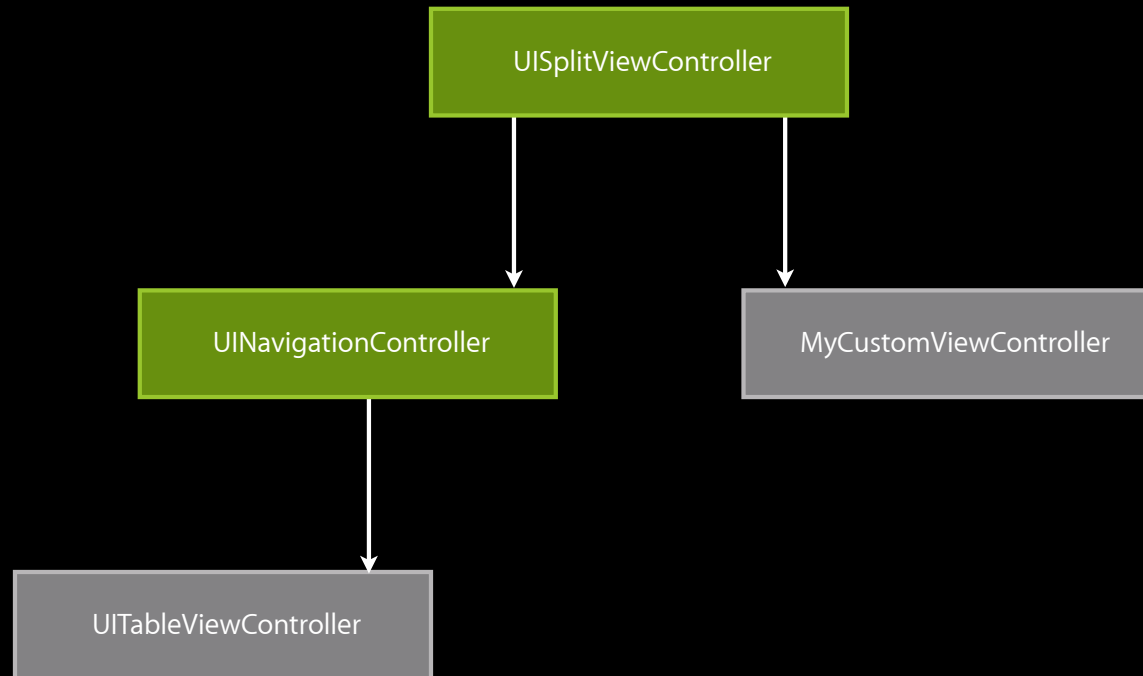 UISplitViewController
UINavigationController
MyCustomViewController
UITableViewController